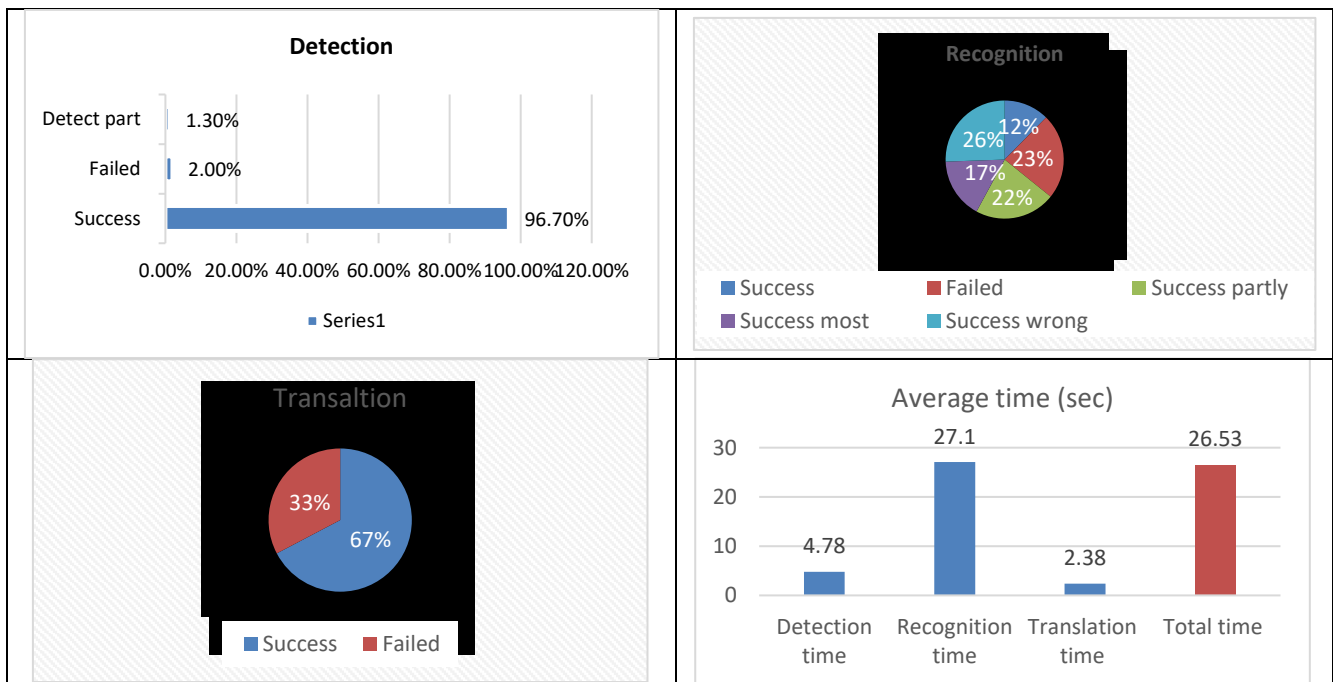 Detection
Detect part
1.30%
Failed
2.00%
Success
96.70%
0.00% 20.00% 40.00% 60.00% 80.00% 100.00% 120.00%
Series1
Recognition
12%
26%
23%
17%
22%
Success Failed Success partly
Success most Success wrong
Transaltion
33%
67%
Success Failed
Average time (sec)
30
20
10
0
4.78
27.1
2.38
26.53
Detection time
Recognition time
Translation time
Total time